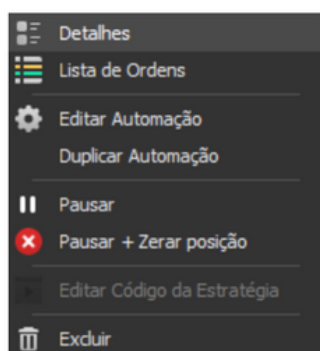 Detalhes
Lista de Ordens
Editar Automação
Duplicar Automação
Pausar
Pausar + Zerar posição
Editar Código da Estratégia
Excluir